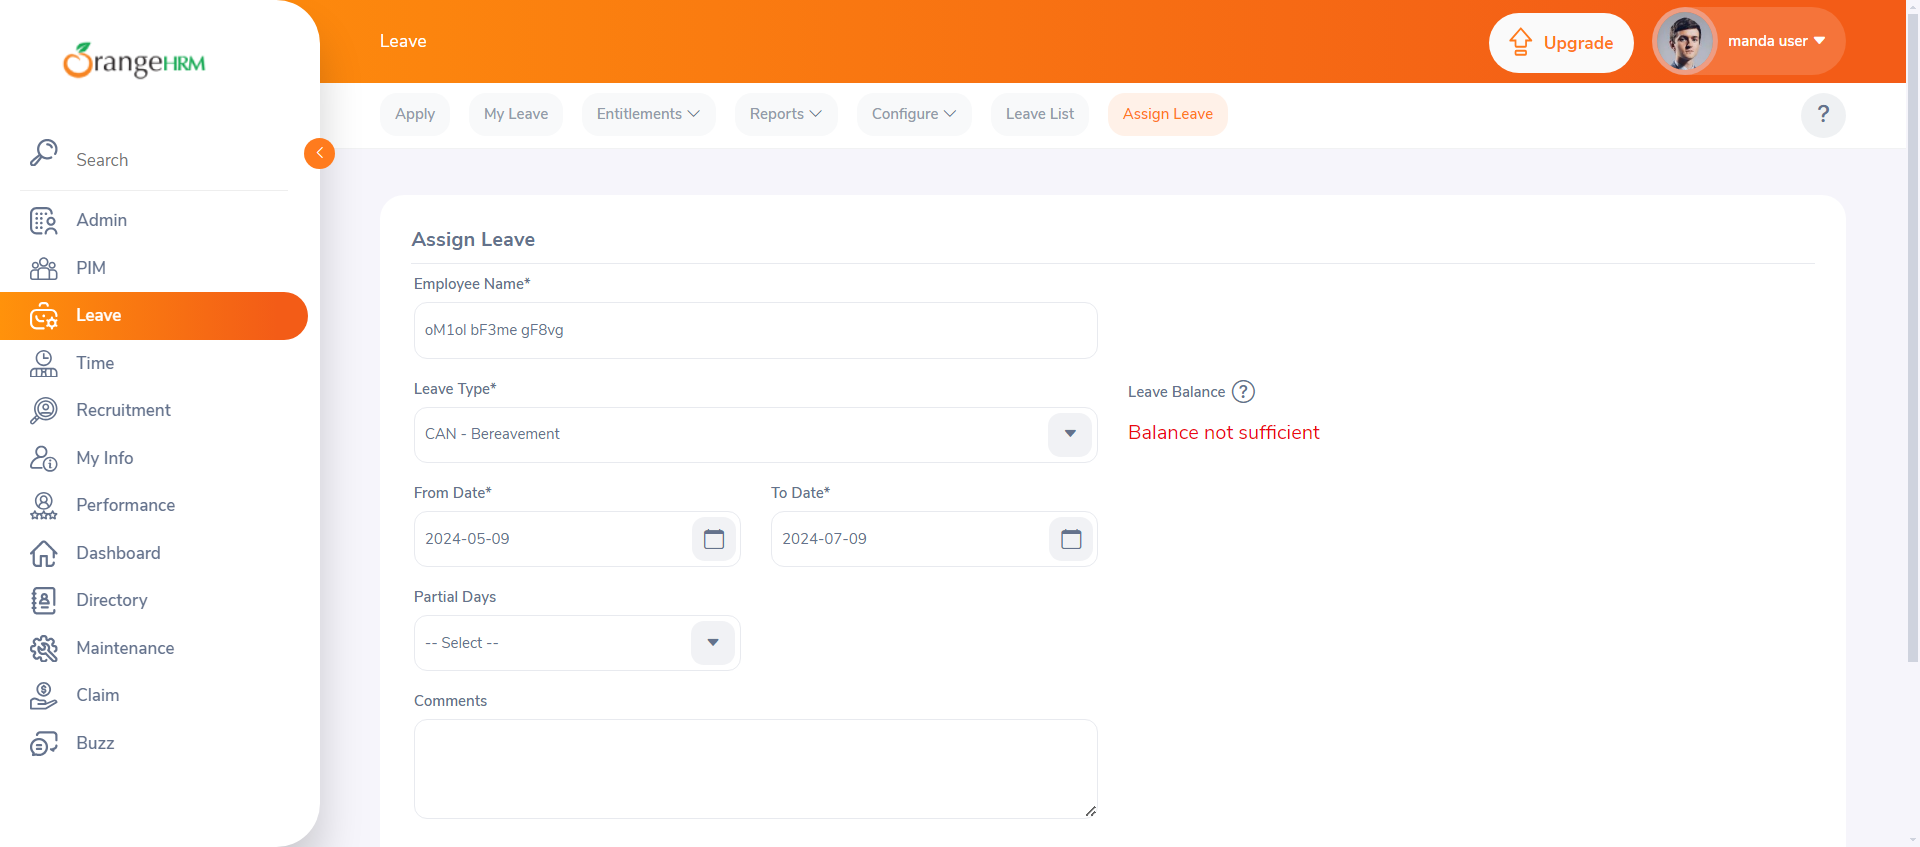 Leave
Upgrade
manda user
OrangeHRM
Apply
My Leave
Entitlements
Reports
Configure
Leave List
Assign Leave
?
Search
Admin
PIM
Leave
Time
Recruitment
My Info
Performance
Dashboard
Directory
Maintenance
Claim
Buzz
Assign Leave
Employee Name*
oM1ol bF3me gF8vg
Leave Type*
CAN - Bereavement
Leave Balance ?
Balance not sufficient
From Date*
2024-05-09
To Date*
2024-07-09
Partial Days
-- Select --
Comments